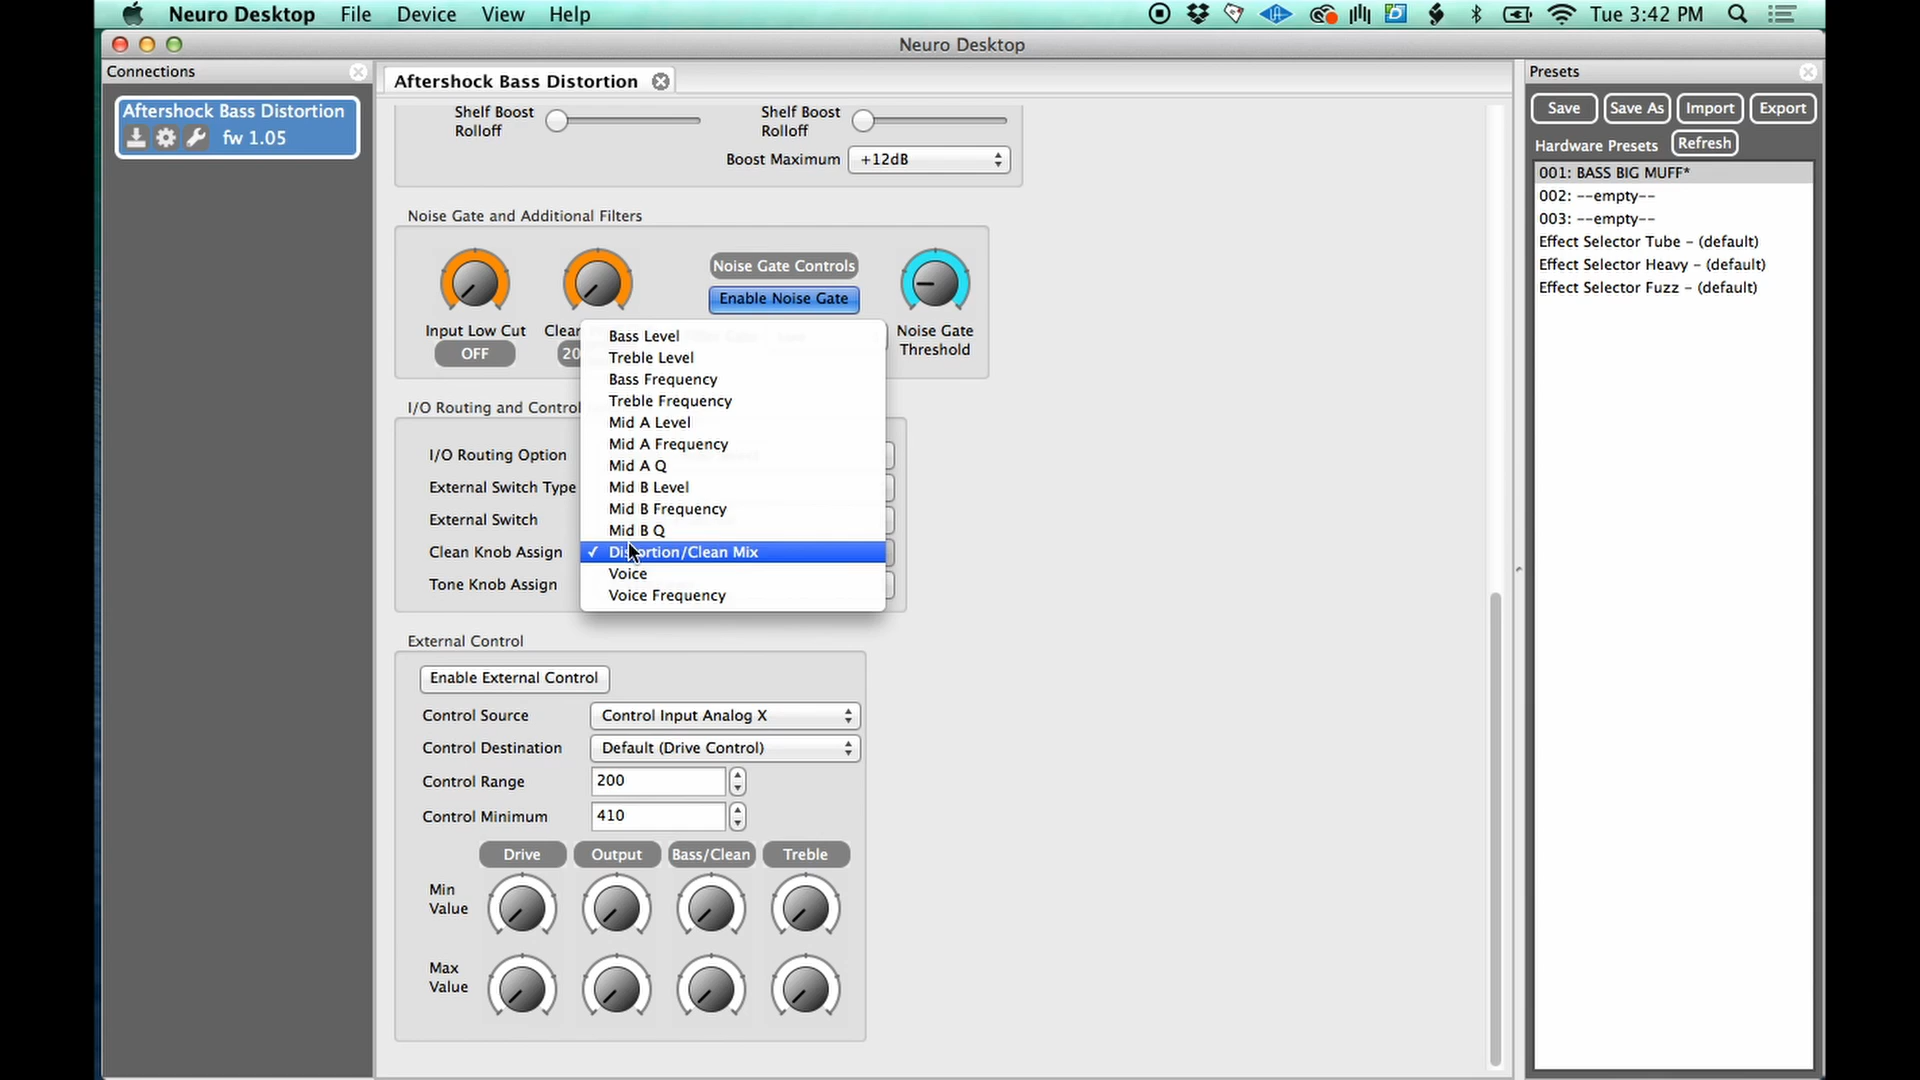 Neuro Desktop File Device View Help
Tue 3:42 PM
Neuro Desktop
Connections
Aftershock Bass Distortion
fw 1.05
Aftershock Bass Distortion
Shelf Boost
Rolloff
Shelf Boost
Rolloff
Boost Maximum +12dB
Noise Gate and Additional Filters
Noise Gate Controls
Enable Noise Gate
Input Low Cut
OFF
Clean
20
Noise Gate
Threshold
I/O Routing and Control
I/O Routing Option
External Switch Type
External Switch
Clean Knob Assign
Tone Knob Assign
Bass Level
Treble Level
Bass Frequency
Treble Frequency
Mid A Level
Mid A Frequency
Mid A Q
Mid B Level
Mid B Frequency
Mid B Q
✓ Distortion/Clean Mix
Voice
Voice Frequency
External Control
Enable External Control
Control Source Control Input Analog X
Control Destination Default (Drive Control)
Control Range 200
Control Minimum 410
Drive Output Bass/Clean Treble
Min
Value
Max
Value
Presets
Save Save As Import Export
Hardware Presets Refresh
001: BASS BIG MUFF*
002: --empty--
003: --empty--
Effect Selector Tube - (default)
Effect Selector Heavy - (default)
Effect Selector Fuzz - (default)